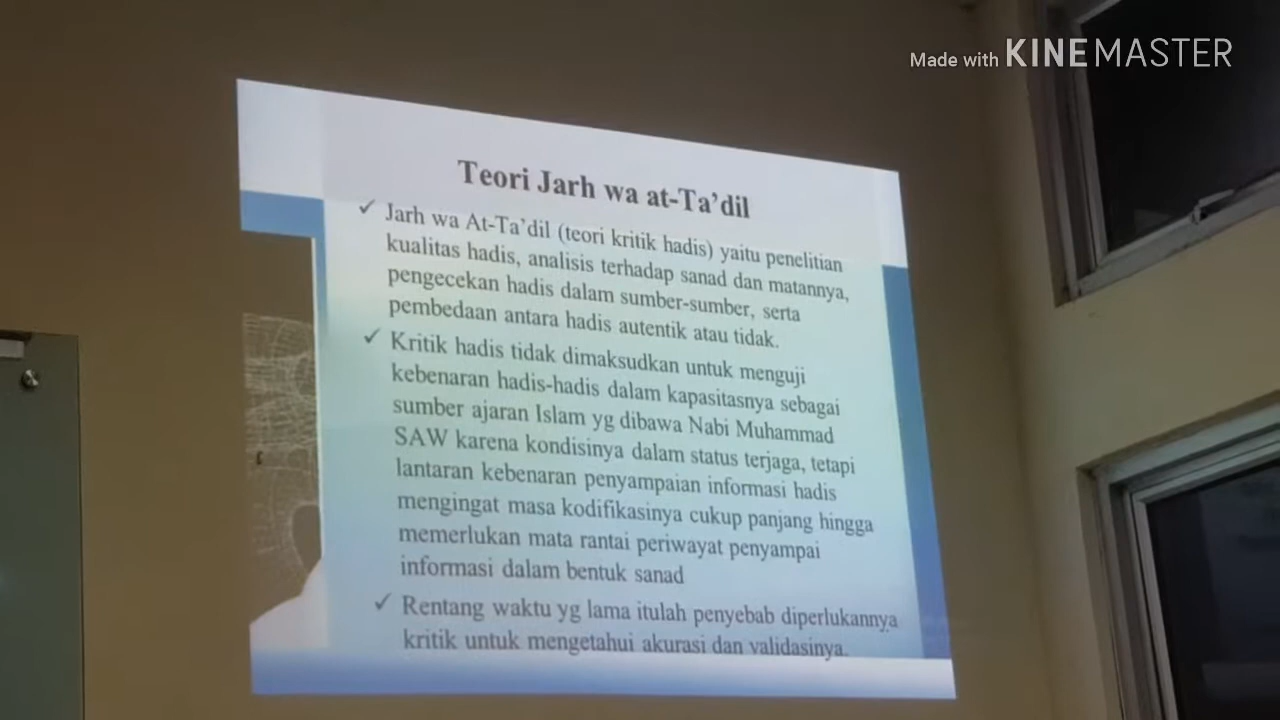 Made with KINEMASTER
Teori Jarh wa at-Ta’dil
✓ Jarh wa At-Ta’dil (teori kritik hadis) yaitu penelitian
kualitas hadis, analisis terhadap sanad dan matannya,
pengecekan hadis dalam sumber-sumber, serta
pembedaan antara hadis autentik atau tidak.
✓ Kritik hadis tidak dimaksudkan untuk menguji
kebenaran hadis-hadis dalam kapasitasnya sebagai
sumber ajaran Islam yg dibawa Nabi Muhammad
SAW karena kondisinya dalam status terjaga, tetapi
lantaran kebenaran penyampaian informasi hadis
mengingat masa kodifikasinya cukup panjang hingga
memerlukan mata rantai periwayat penyampai
informasi dalam bentuk sanad
✓ Rentang waktu yg lama itulah penyebab diperlukannya
kritik untuk mengetahui akurasi dan validasinya.